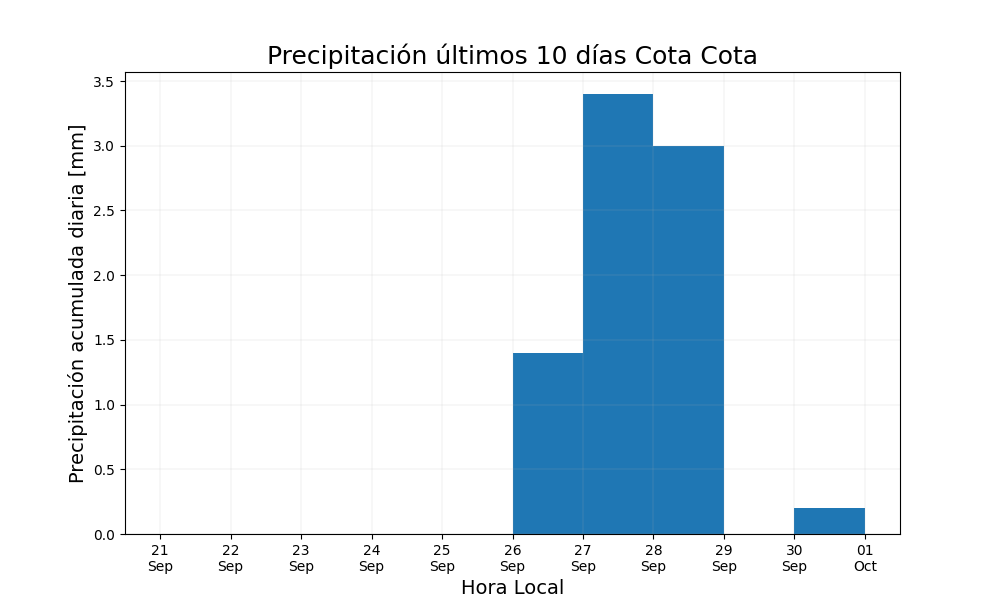 Precipitación últimos 10 días Cota Cota
Precipitación acumulada diaria [mm]
3.5
3.0
2.5
2.0
1.5
1.0
0.5
0.0
21 22 23 24 25 26 27 28 29 30 01
Sep Sep Sep Sep Sep Sep Sep Sep Sep Sep Oct
Hora Local